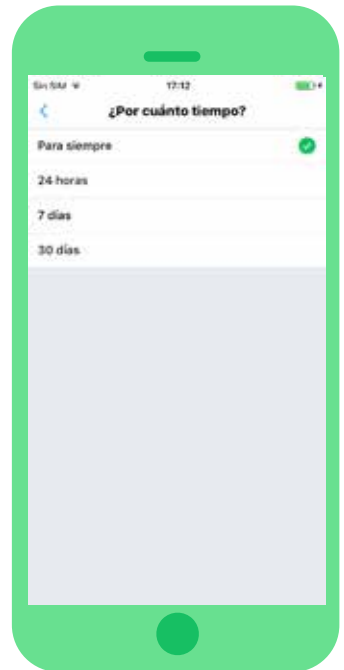 Sin SIM 17:12
¿Por cuánto tiempo?
Para siempre
24 horas
7 días
30 días